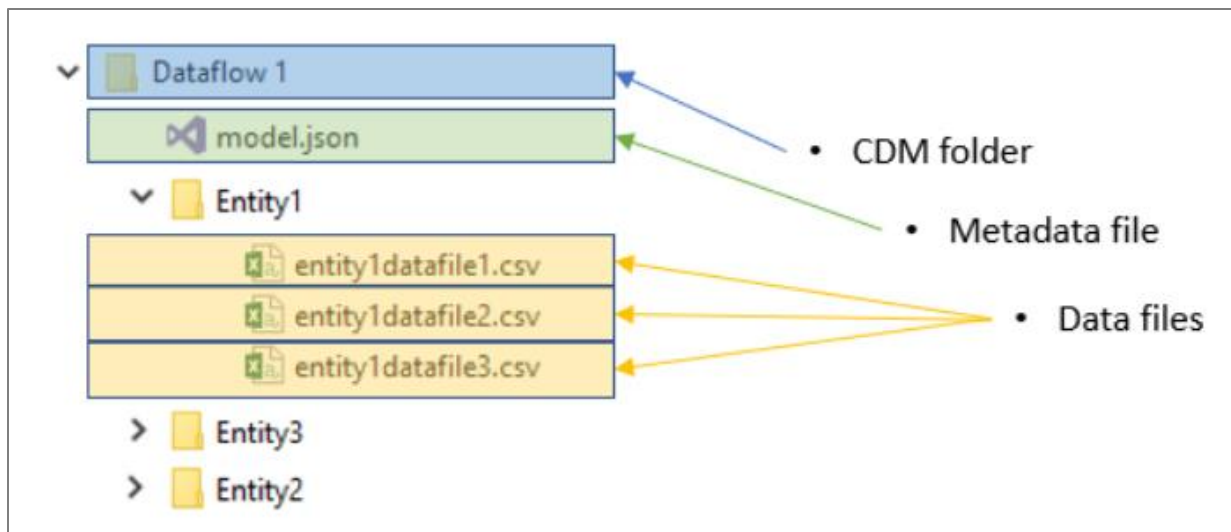 Dataflow 1
model.json
• CDM folder
Entity1
• Metadata file
entity1datafile1.csv
entity1datafile2.csv
• Data files
entity1datafile3.csv
Entity3
Entity2